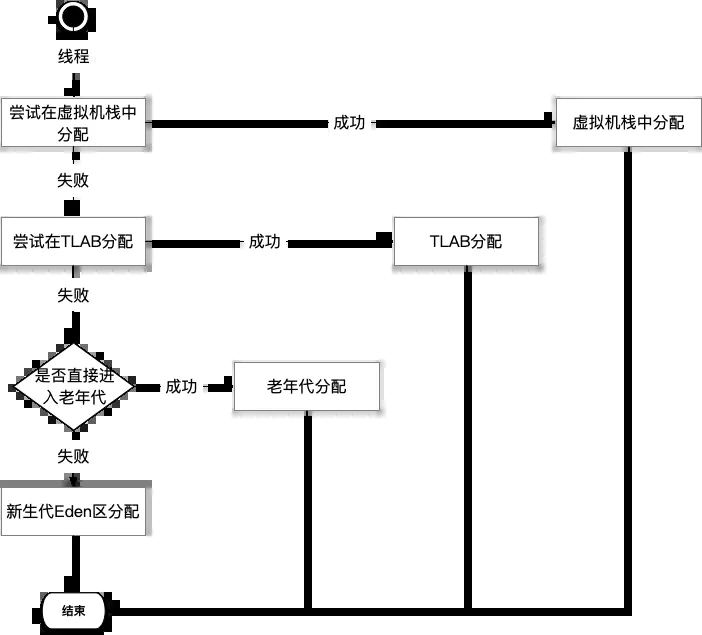 线程
尝试在虚拟机栈中
分配
成功
虚拟机栈中分配
失败
尝试在TLAB分配
成功
TLAB分配
失败
是否直接进
入老年代
成功
老年代分配
失败
新生代Eden区分配
结束